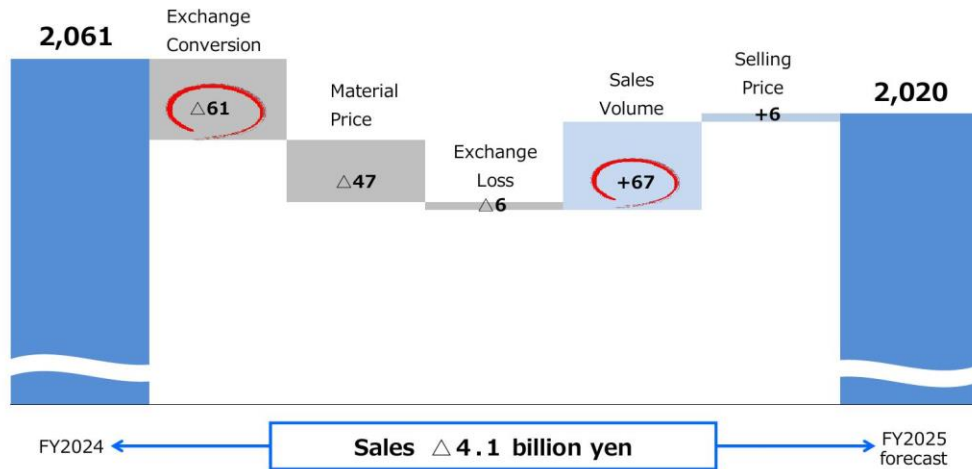 2,061
Exchange
Conversion
△61
Material
Price
△47
Exchange
Loss
△6
Sales
Volume
+67
Selling
Price
+6
2,020
FY2024
Sales △4.1 billion yen
FY2025
forecast